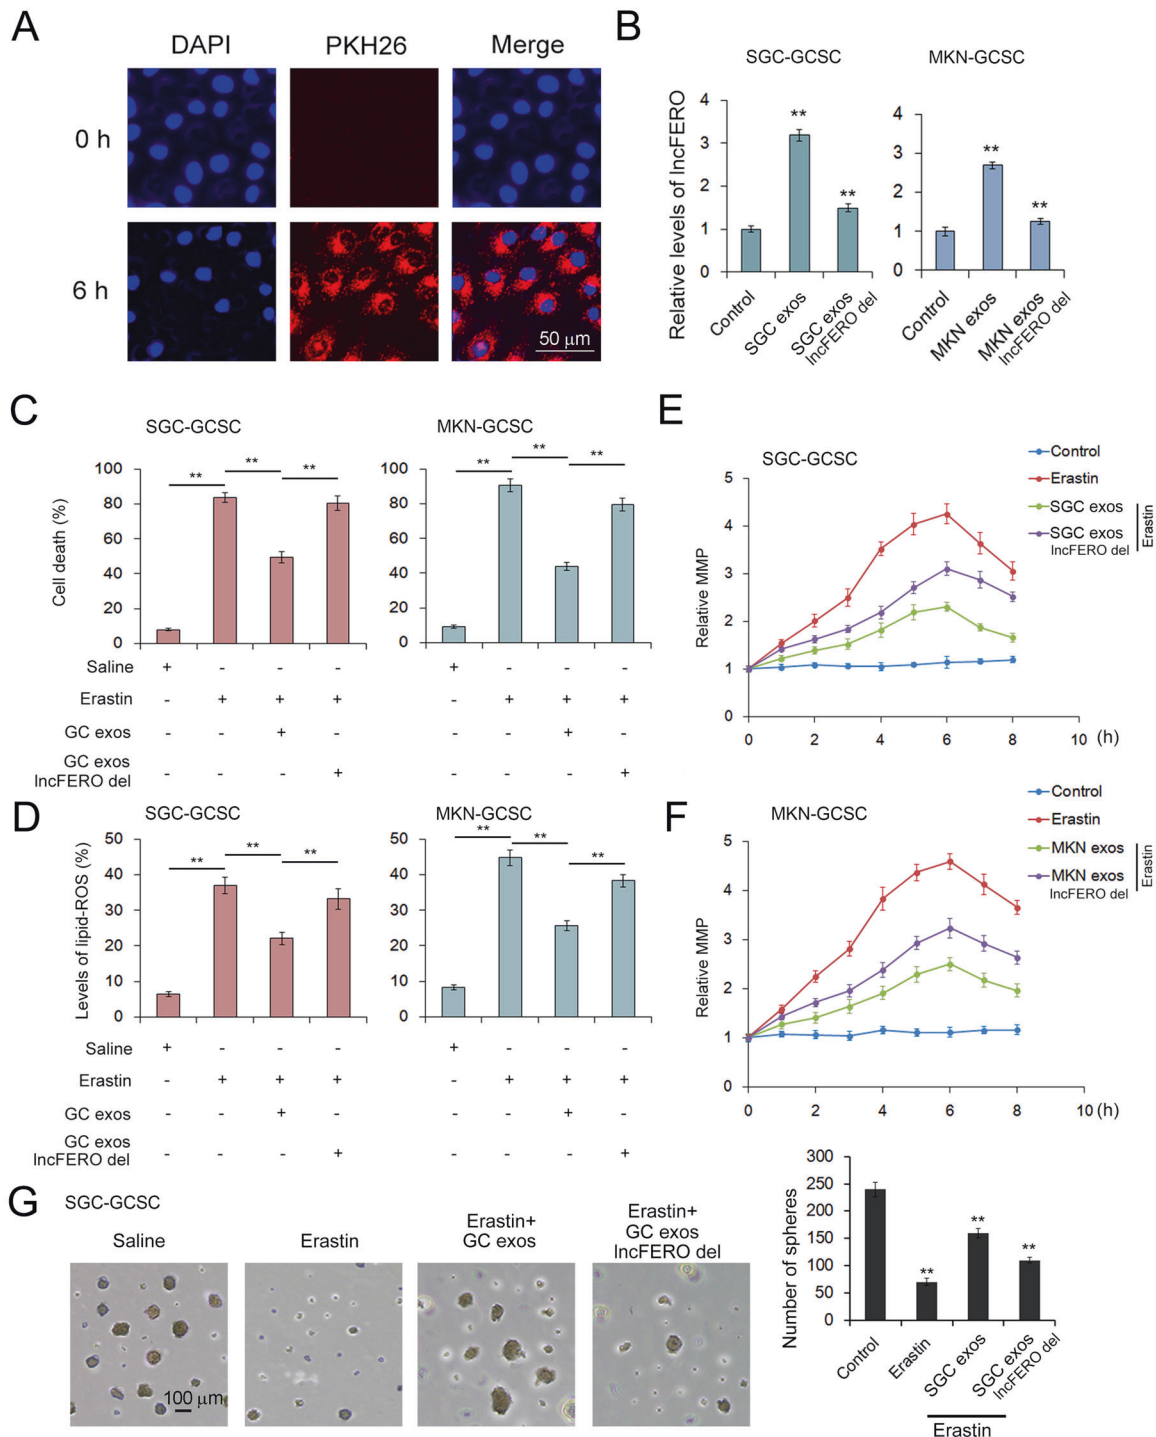 A
DAPI PKH26 Merge
0 h
6 h
50 μm
B
SGC-GCSC MKN-GCSC
Relative levels of lncFERO
4
3
2
1
0
Control
SGC exos
SGC exos
lncFERO del
4
3
2
1
0
Control
MKN exos
MKN exos
lncFERO del
** **
** **
C
SGC-GCSC MKN-GCSC
Cell death (%)
100
80
60
40
20
0
** ** **
100
80
60
40
20
0
** ** **
Saline + - - - + - - -
Erastin - + + + - + + +
GC exos - - + - - - + -
GC exos
lncFERO del - - - + - - - +
D
SGC-GCSC MKN-GCSC
Levels of lipid-ROS (%)
50
40
30
20
10
0
** ** **
50
40
30
20
10
0
** ** **
Saline + - - - + - - -
Erastin - + + + - + + +
GC exos - - + - - - + -
GC exos
lncFERO del - - - + - - - +
E
SGC-GCSC
Control
Erastin
SGC exos
SGC exos
lncFERO del
Erastin
Relative MMP
5
4
3
2
1
0
0 2 4 6 8 10 (h)
F
MKN-GCSC
Control
Erastin
MKN exos
MKN exos
lncFERO del
Erastin
Relative MMP
5
4
3
2
1
0
0 2 4 6 8 10 (h)
G
SGC-GCSC
Saline
Erastin
Erastin+
GC exos
Erastin+
GC exos
lncFERO del
100 μm
Number of spheres
300
250
200
150
100
50
0
** ** **
Control
Erastin
SGC exos
SGC exos
lncFERO del
Erastin